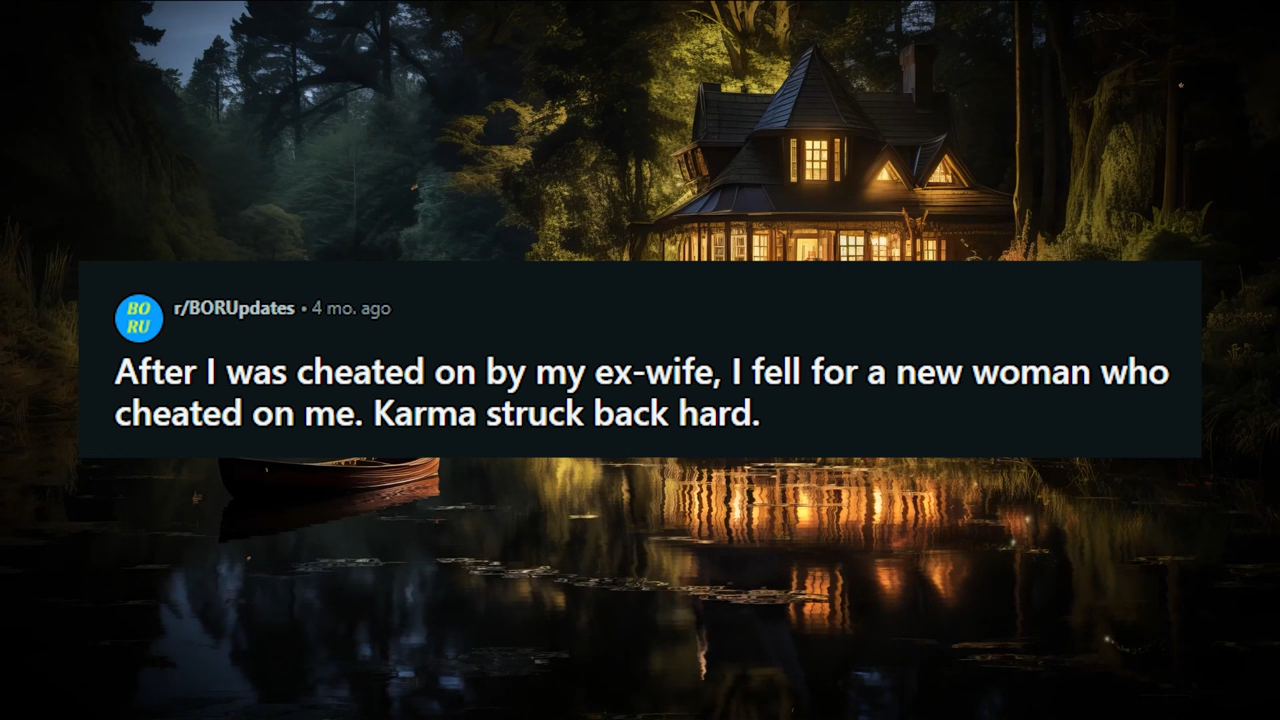 BO
RU
r/BORUpdates • 4 mo. ago
After I was cheated on by my ex-wife, I fell for a new woman who
cheated on me. Karma struck back hard.